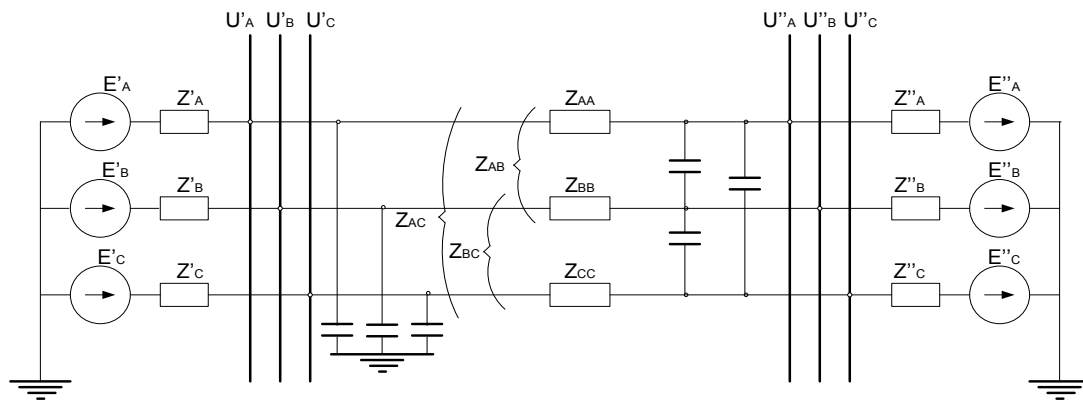 U'A U'B U'C U''A U''B U''C
E'A Z'A ZAA Z''A E''A
ZAB
E'B Z'B ZBB Z''B E''B
ZAC
ZBC
E'C Z'C ZCC Z''C E''C